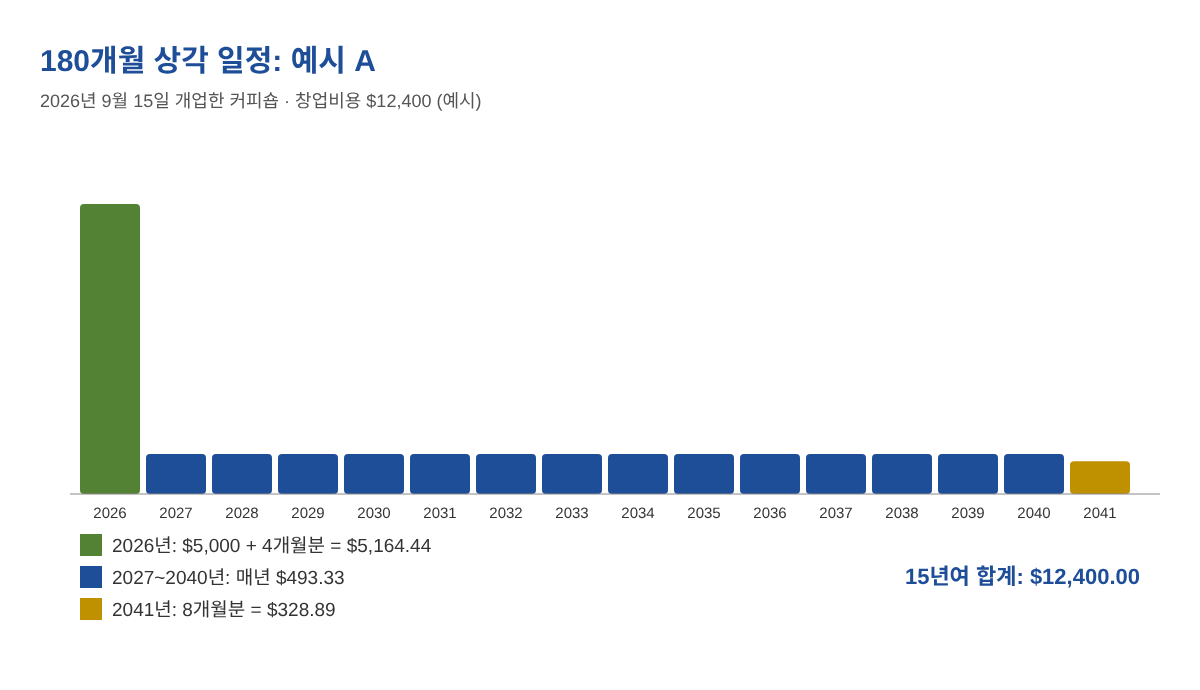 180개월 상각 일정: 예시 A
2026년 9월 15일 개업한 커피숍 · 창업비용 $12,400 (예시)
2026 2027 2028 2029 2030 2031 2032 2033 2034 2035 2036 2037 2038 2039 2040 2041
2026년: $5,000 + 4개월분 = $5,164.44
2027~2040년: 매년 $493.33
15년여 합계: $12,400.00
2041년: 8개월분 = $328.89